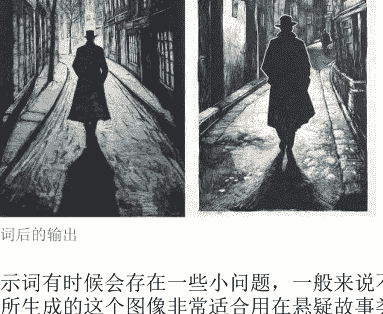 词后的输出
示词有时候会存在一些小问题，一般来说不
所生成的这个图像非常适合用在悬疑故事类